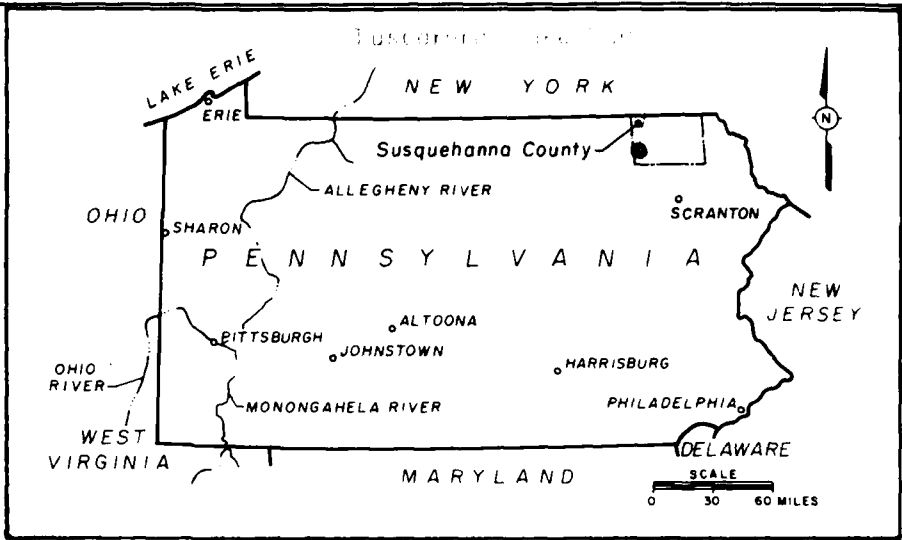 LAKE ERIE
ERIE
NEW YORK
N
Susquehanna County
ALLEGHENY RIVER
OHIO
SHARON
SCRANTON
PENNSYLVANIA
NEW
JERSEY
ALTOONA
PITTSBURGH
JOHNSTOWN
HARRISBURG
OHIO
RIVER
MONONGAHELA RIVER
PHILADELPHIA
WEST
VIRGINIA
DELAWARE
MARYLAND
SCALE
0 30 60 MILES